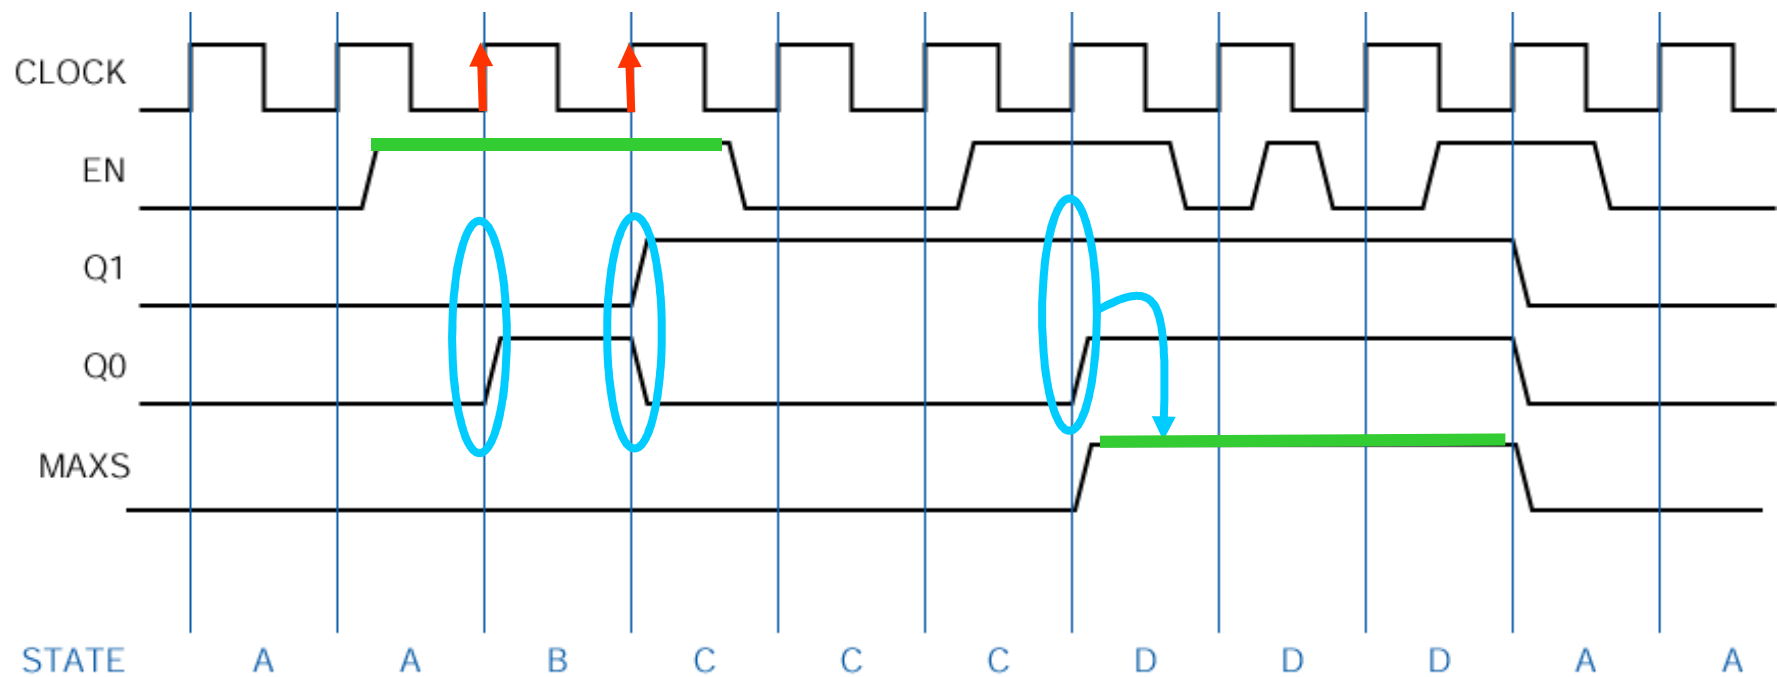 CLOCK
EN
Q1
Q0
MAXS
STATE A A B C C C D D D A A